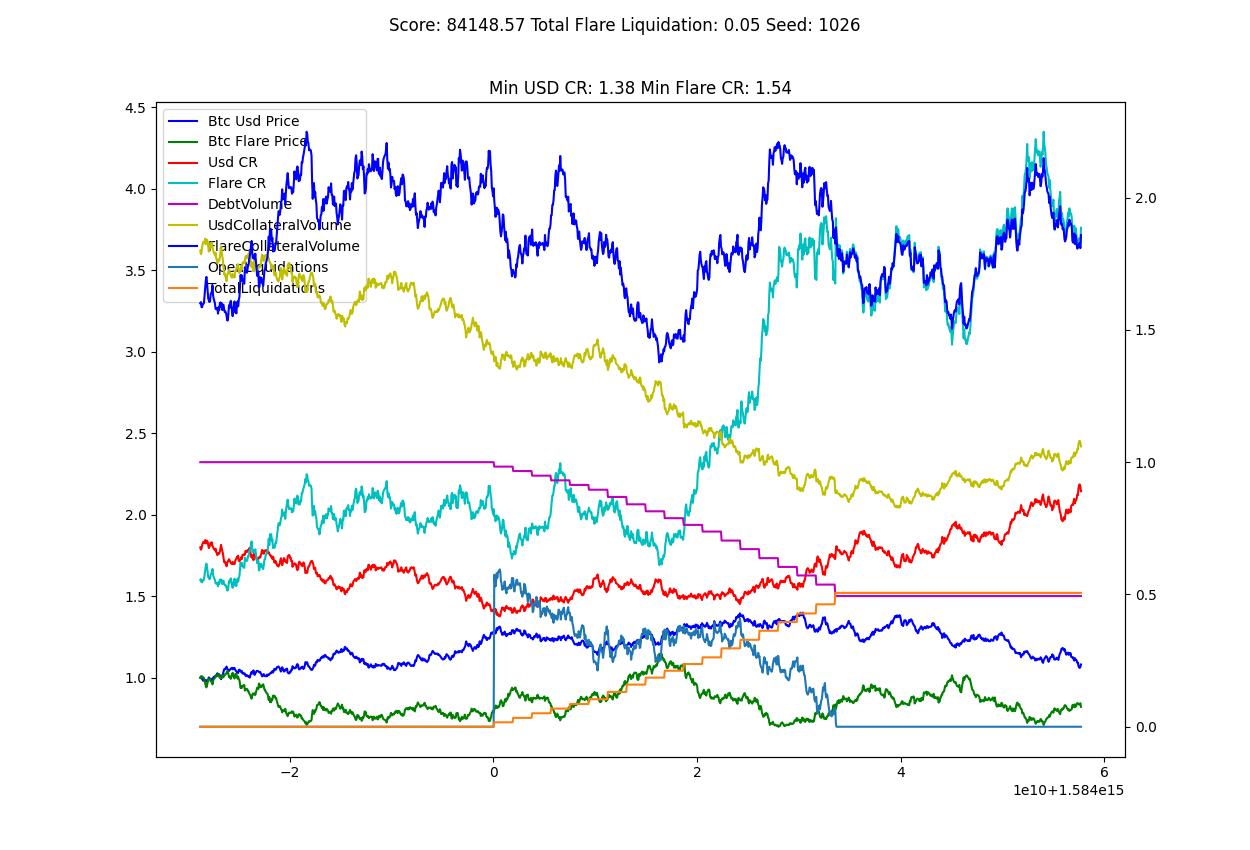 Score: 84148.57 Total Flare Liquidation: 0.05 Seed: 1026
Min USD CR: 1.38 Min Flare CR: 1.54
4.5
4.0
3.5
3.0
2.5
2.0
1.5
1.0
Btc Usd Price
Btc Flare Price
Usd CR
Flare CR
DebtVolume
UsdCollateralVolume
FlareCollateralVolume
OpenLiquidations
TotalLiquidations
2.0
1.5
1.0
0.5
0.0
−2 0 2 4 6
1e10+1.584e15